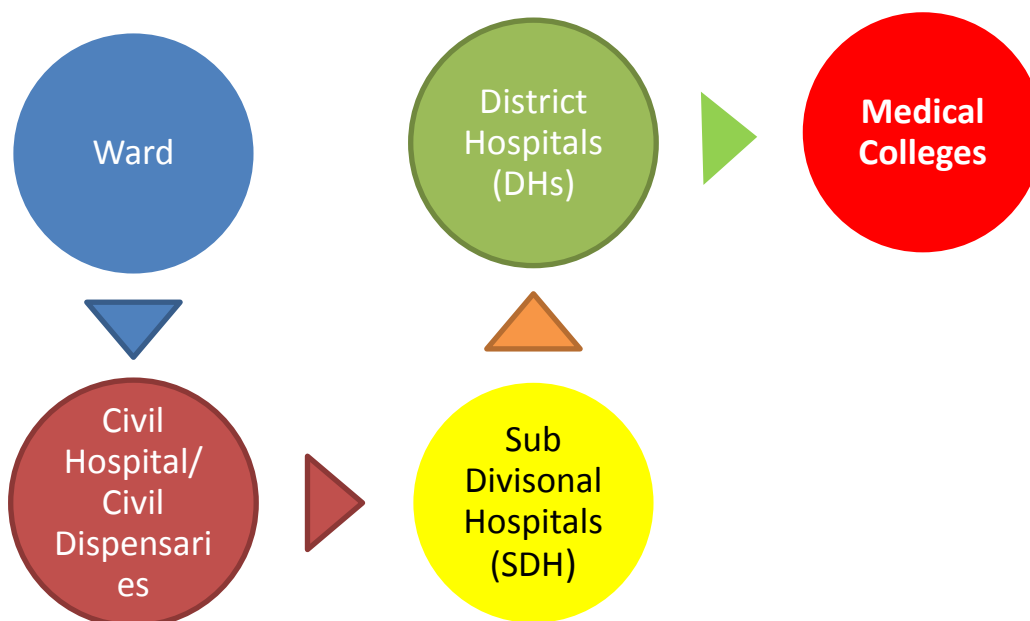 Ward
Civil
Hospital/
Civil
Dispensari
es
Sub
Divisonal
Hospitals
(SDH)
District
Hospitals
(DHs)
Medical
Colleges